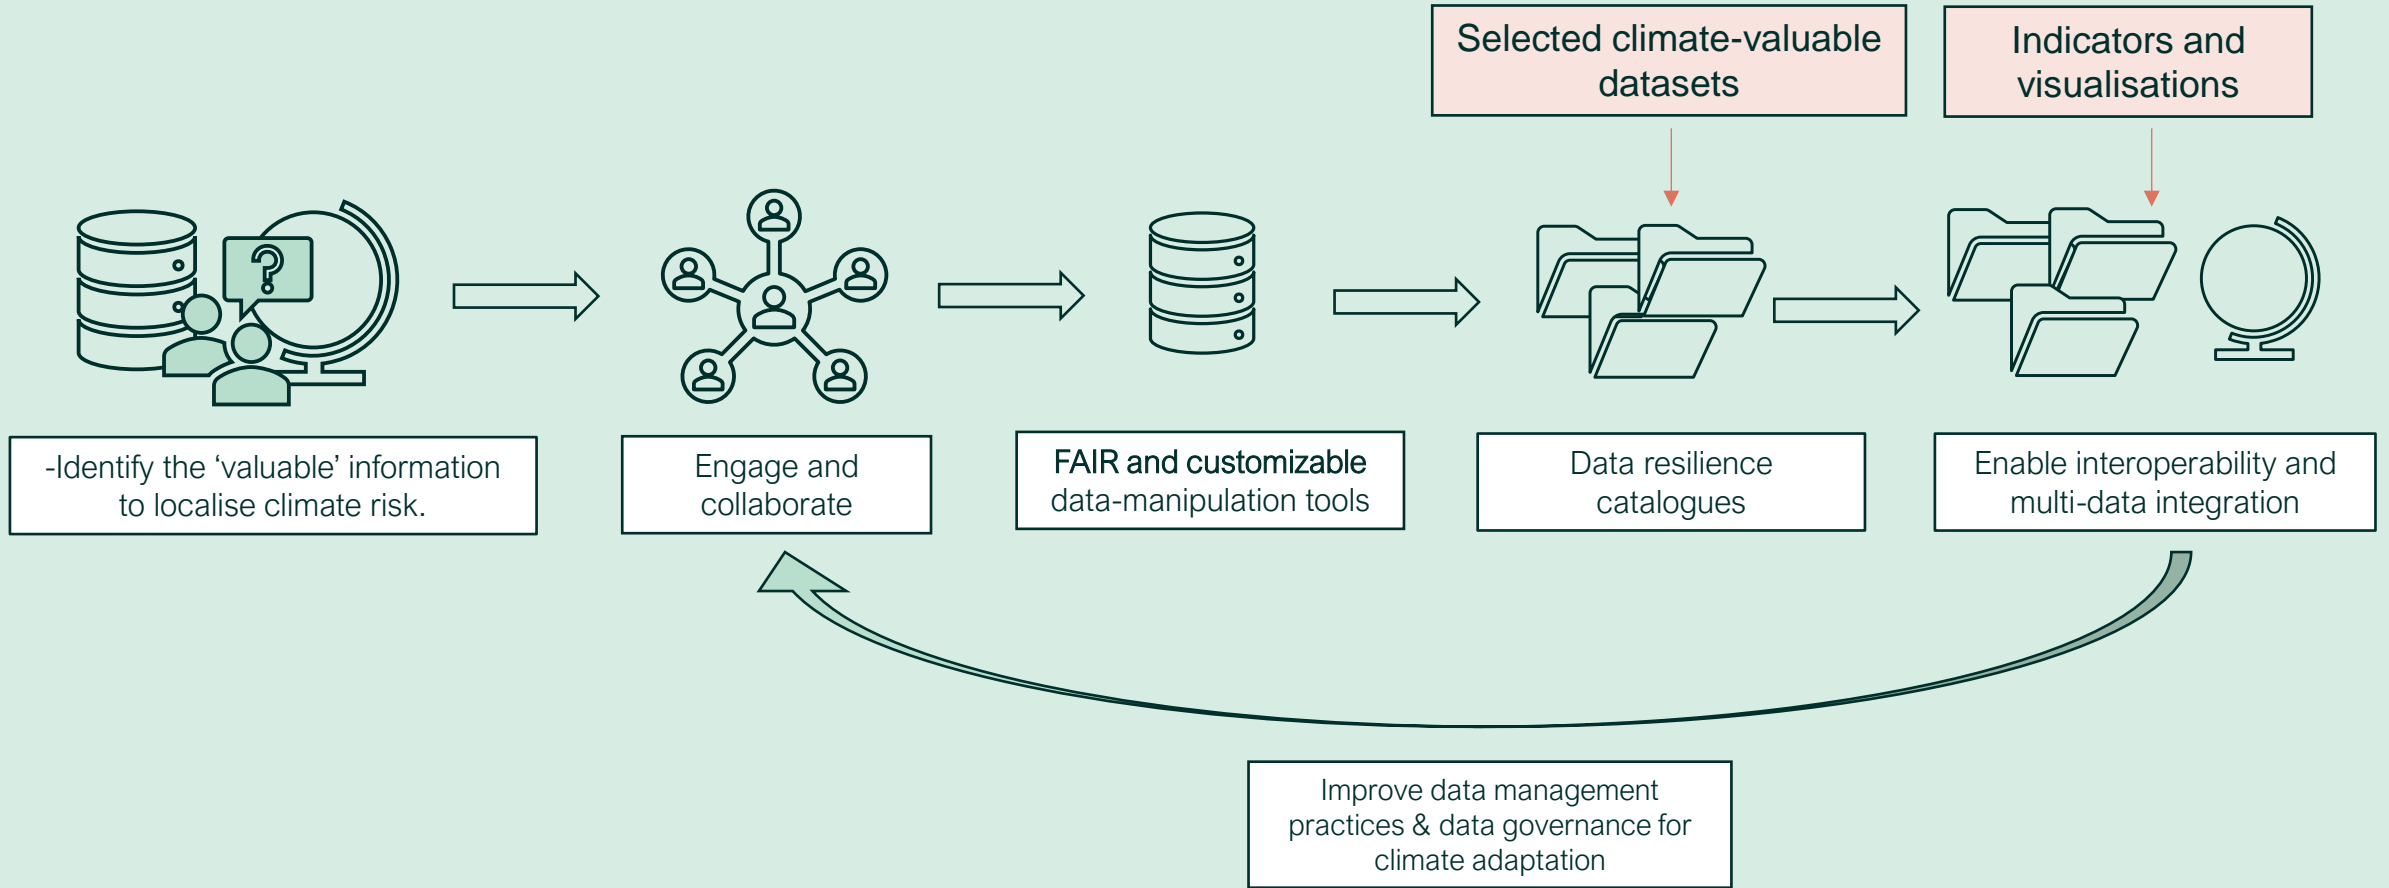 Selected climate-valuable
datasets
Indicators and
visualisations
?
-Identify the ‘valuable’ information
to localise climate risk.
Engage and
collaborate
FAIR and customizable
data-manipulation tools
Data resilience
catalogues
Enable interoperability and
multi-data integration
Improve data management
practices & data governance for
climate adaptation